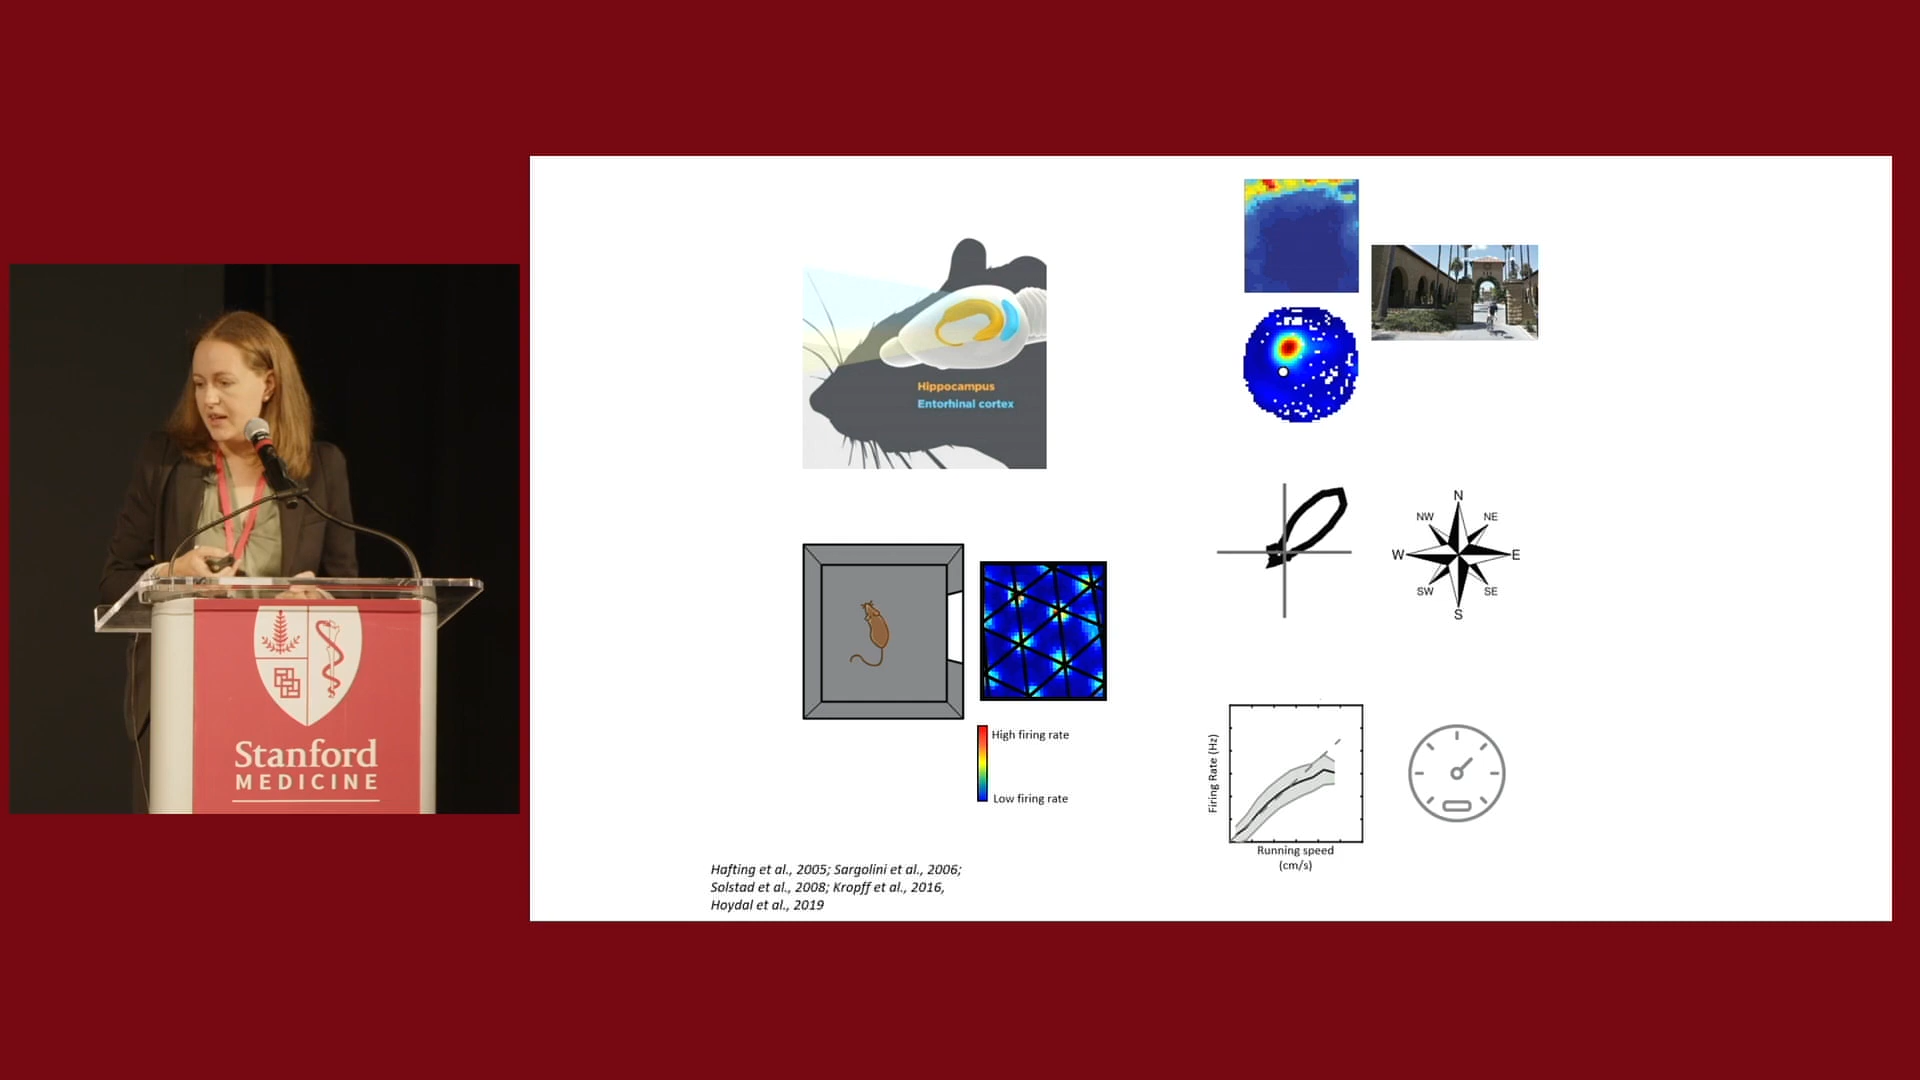 Stanford
MEDICINE
Hippocampus
Entorhinal cortex
High firing rate
Low firing rate
Hafting et al., 2005; Sargolini et al., 2006;
Solstad et al., 2008; Kropff et al., 2016,
Hoydal et al., 2019
N
NW NE
W E
SW SE
S
Firing Rate (Hz)
Running speed
(cm/s)